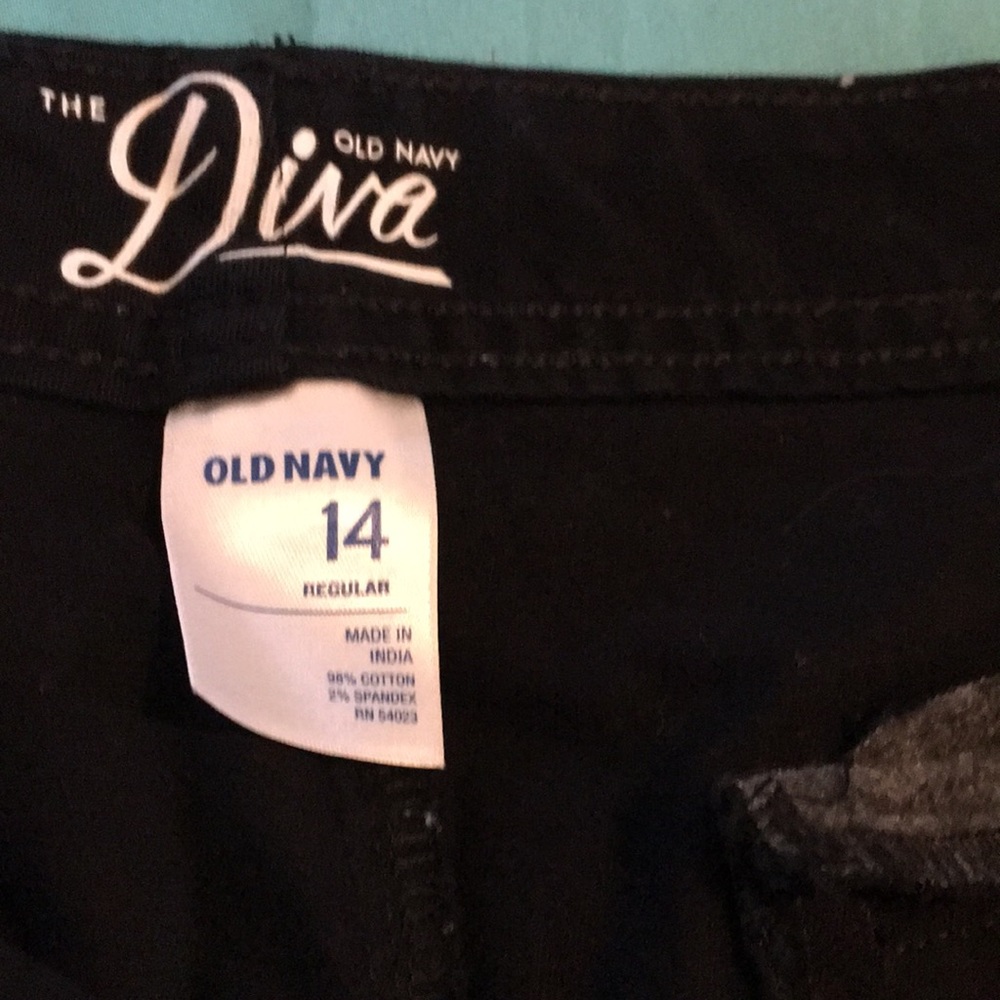 THE
Diva
OLD NAVY
OLD NAVY
14
REGULAR
MADE IN
INDIA
98% COTTON
2% SPANDEX
RN 54023